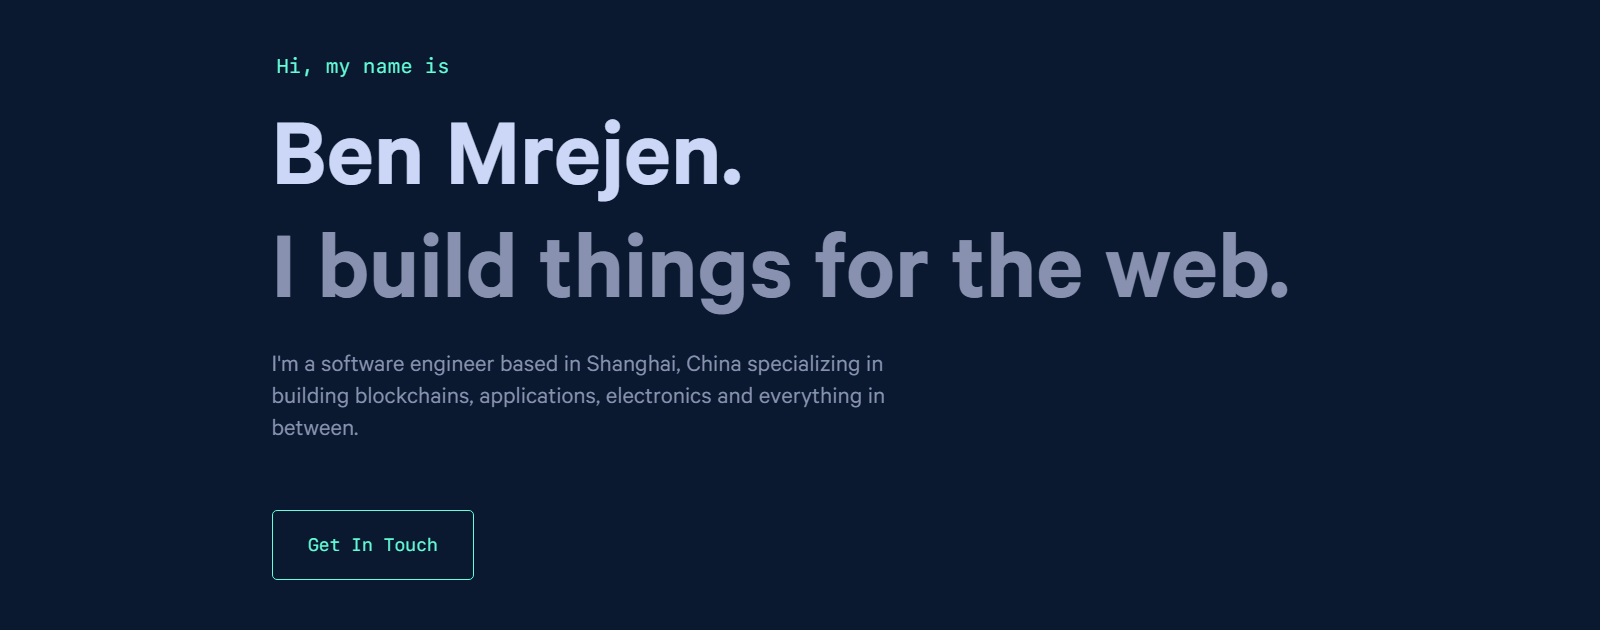 Hi, my name is
Ben Mrejen.
I build things for the web.
I'm a software engineer based in Shanghai, China specializing in
building blockchains, applications, electronics and everything in
between.
Get In Touch